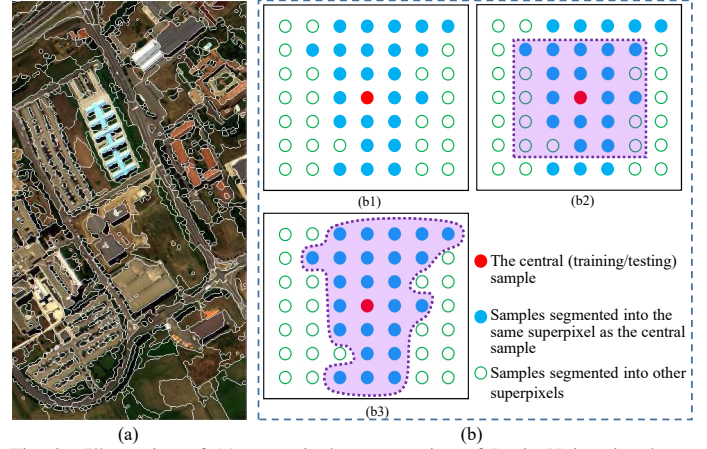 (b1)
(b2)
(b3)
The central (training/testing)
sample
Samples segmented into the
same superpixel as the central
sample
Samples segmented into other
superpixels
(a)
(b)